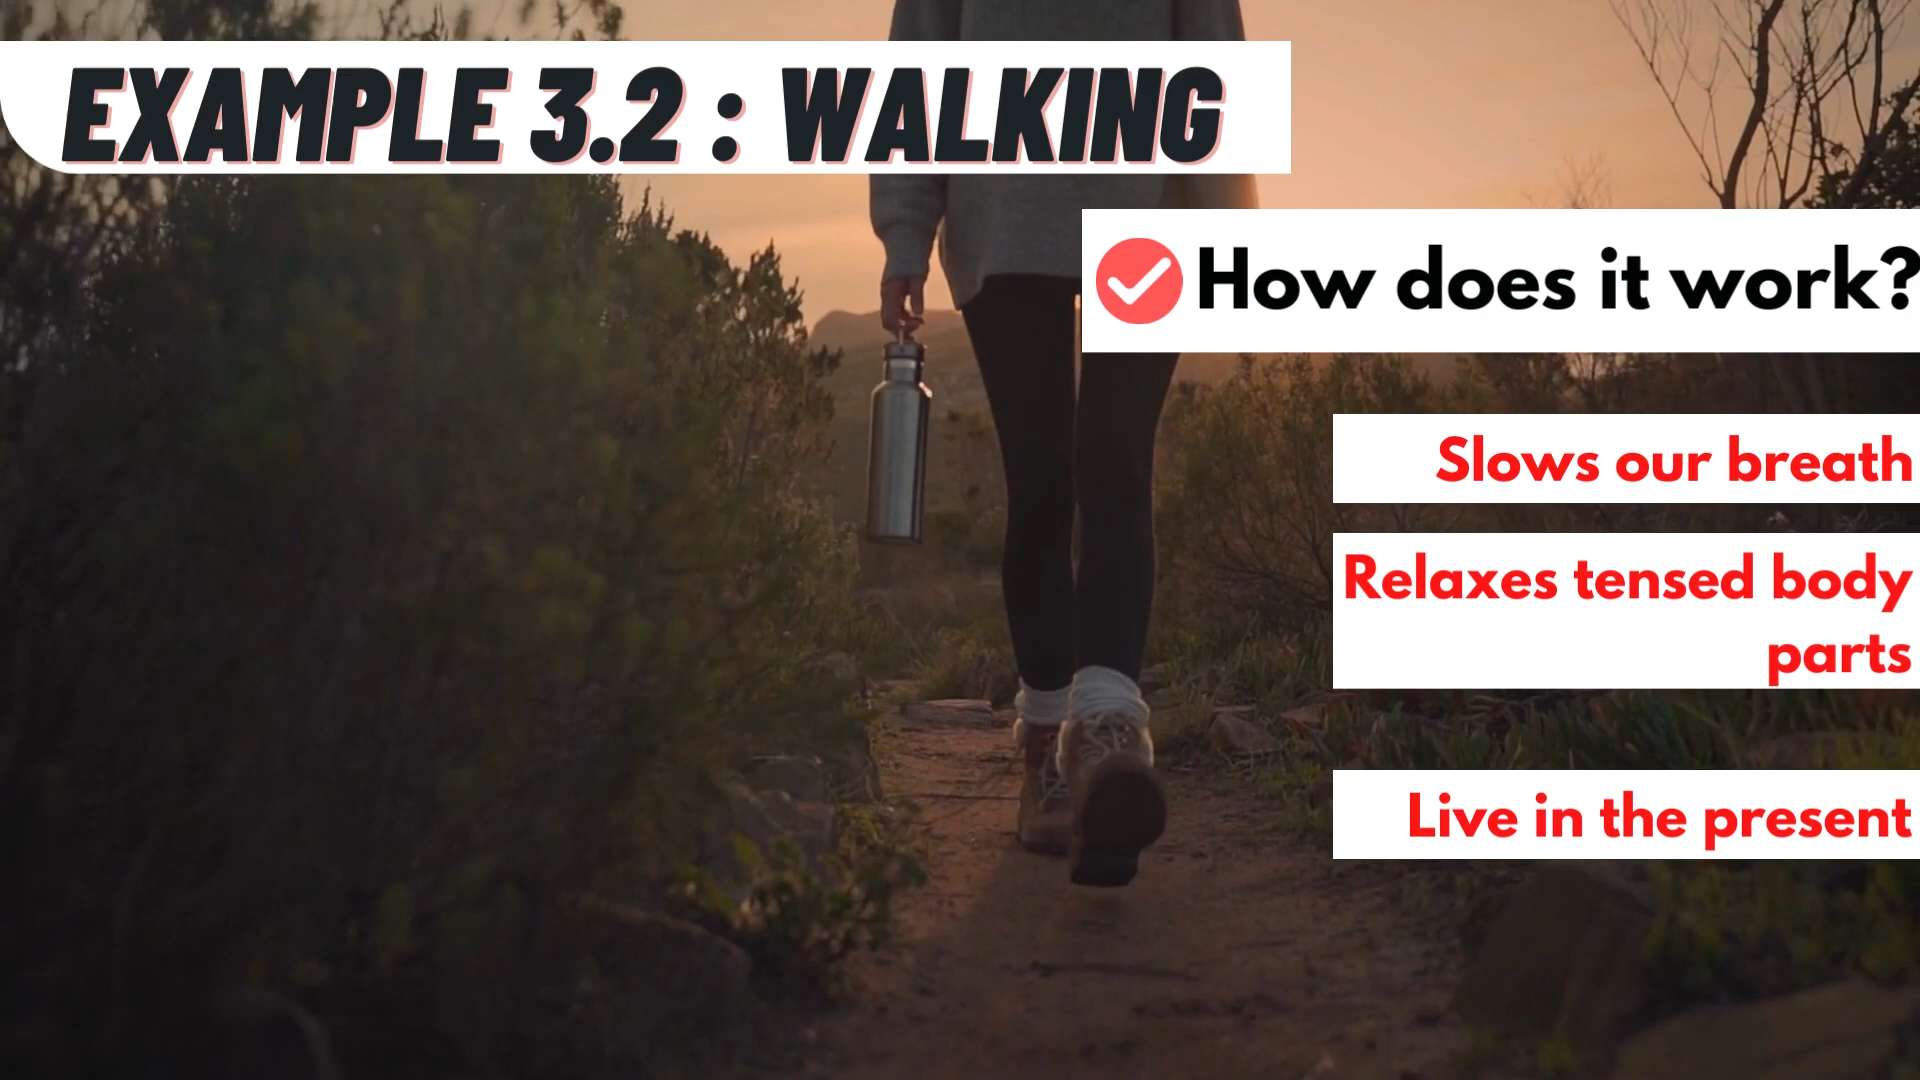 EXAMPLE 3.2 : WALKING
How does it work?
Slows our breath
Relaxes tensed body
parts
Live in the present